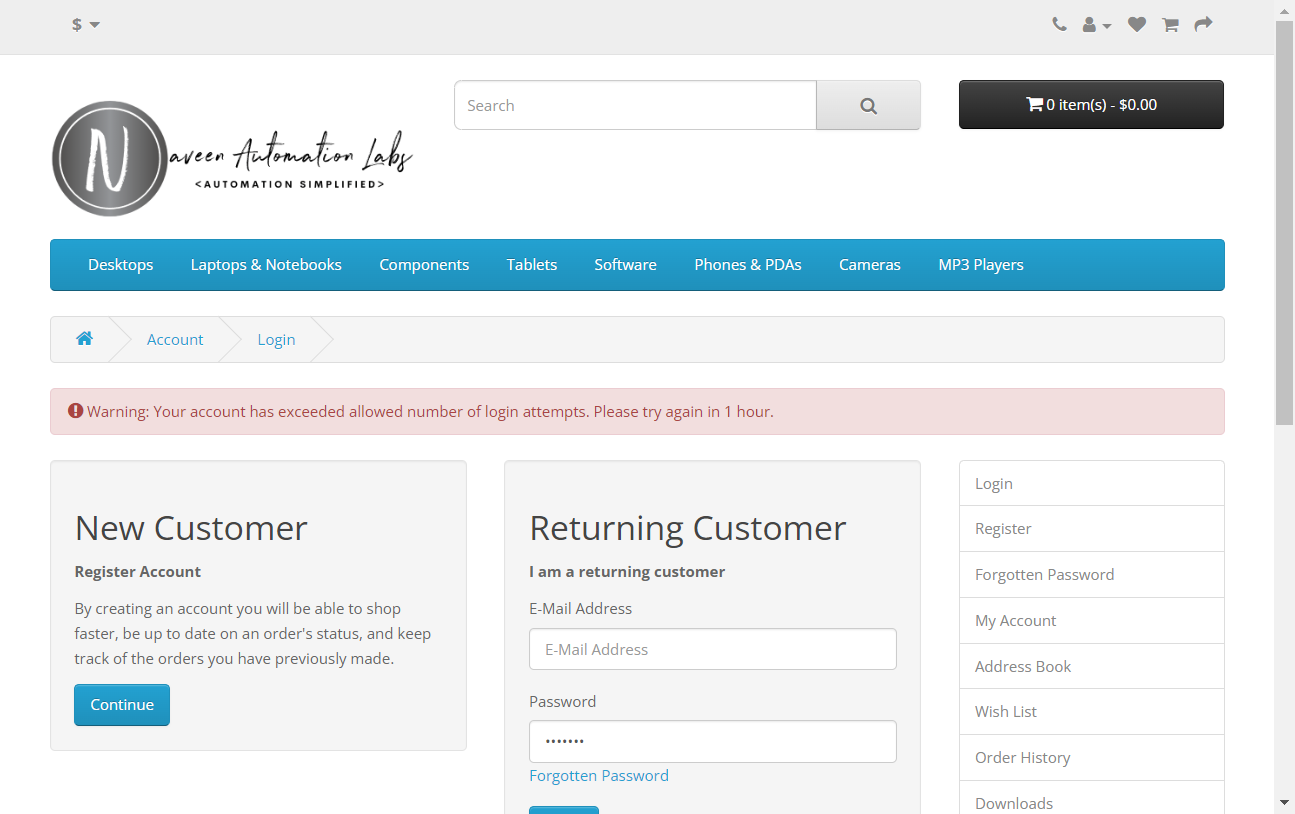 $
Search
0 item(s) - $0.00
Naveen Automation Labs
<AUTOMATION SIMPLIFIED>
Desktops
Laptops & Notebooks
Components
Tablets
Software
Phones & PDAs
Cameras
MP3 Players
Account
Login
Warning: Your account has exceeded allowed number of login attempts. Please try again in 1 hour.
New Customer
Register Account
By creating an account you will be able to shop
faster, be up to date on an order's status, and keep
track of the orders you have previously made.
Continue
Returning Customer
I am a returning customer
E-Mail Address
E-Mail Address
Password
•••••••
Forgotten Password
Login
Register
Forgotten Password
My Account
Address Book
Wish List
Order History
Downloads